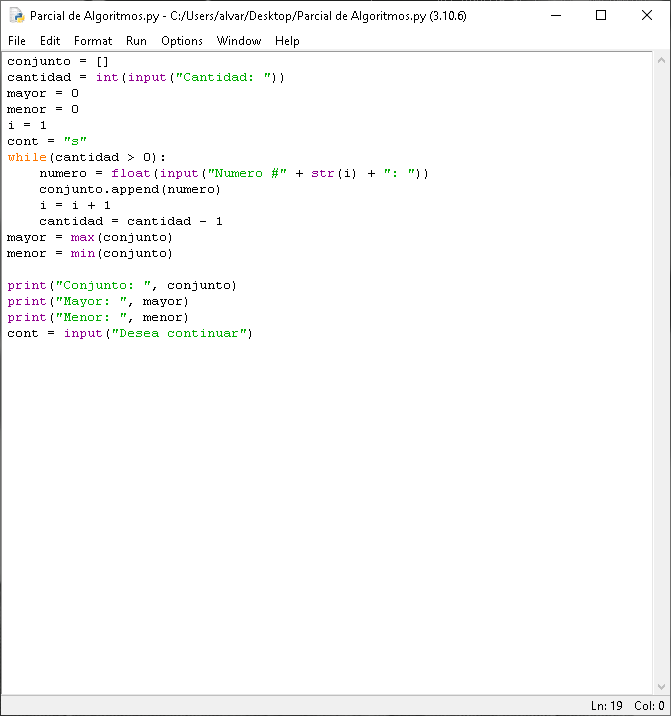 Parcial de Algoritmos.py - C:/Users/alvar/Desktop/Parcial de Algoritmos.py (3.10.6)
File Edit Format Run Options Window Help
conjunto = []
cantidad = int(input("Cantidad: "))
mayor = 0
menor = 0
i = 1
cont = "s"
while(cantidad > 0):
    numero = float(input("Numero #" + str(i) + ": "))
    conjunto.append(numero)
    i = i + 1
    cantidad = cantidad - 1
mayor = max(conjunto)
menor = min(conjunto)

print("Conjunto: ", conjunto)
print("Mayor: ", mayor)
print("Menor: ", menor)
cont = input("Desea continuar")
Ln: 19 Col: 0